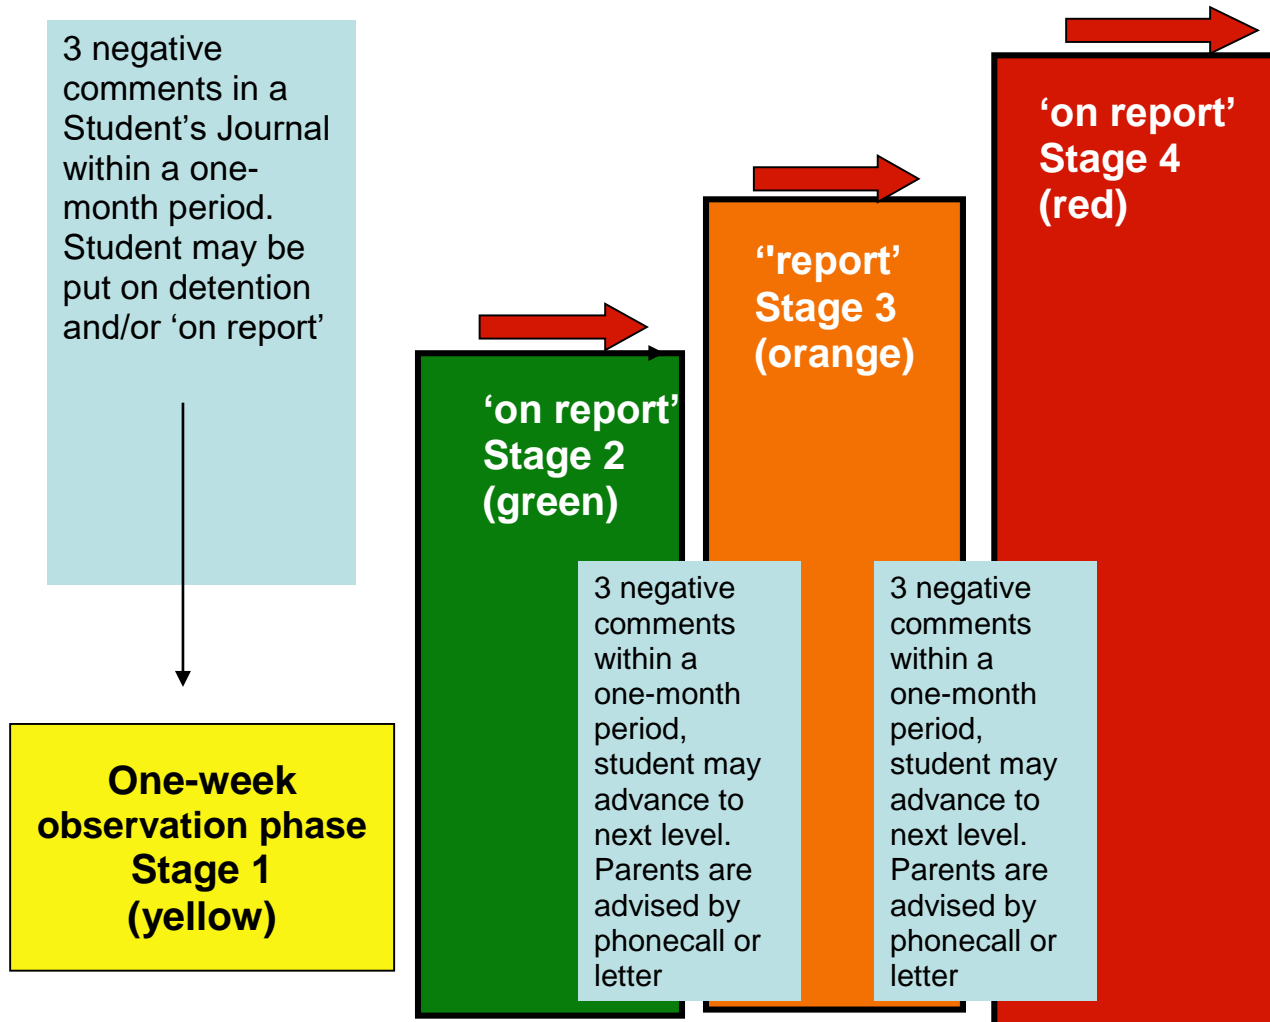 3 negative
comments in a
Student’s Journal
within a one-
month period.
Student may be
put on detention
and/or ‘on report’
One-week
observation phase
Stage 1
(yellow)
‘on report’
Stage 2
(green)
3 negative
comments
within a
one-month
period,
student may
advance to
next level.
Parents are
advised by
phonecall or
letter
‘'report’
Stage 3
(orange)
3 negative
comments
within a
one-month
period,
student may
advance to
next level.
Parents are
advised by
phonecall or
letter
‘on report’
Stage 4
(red)